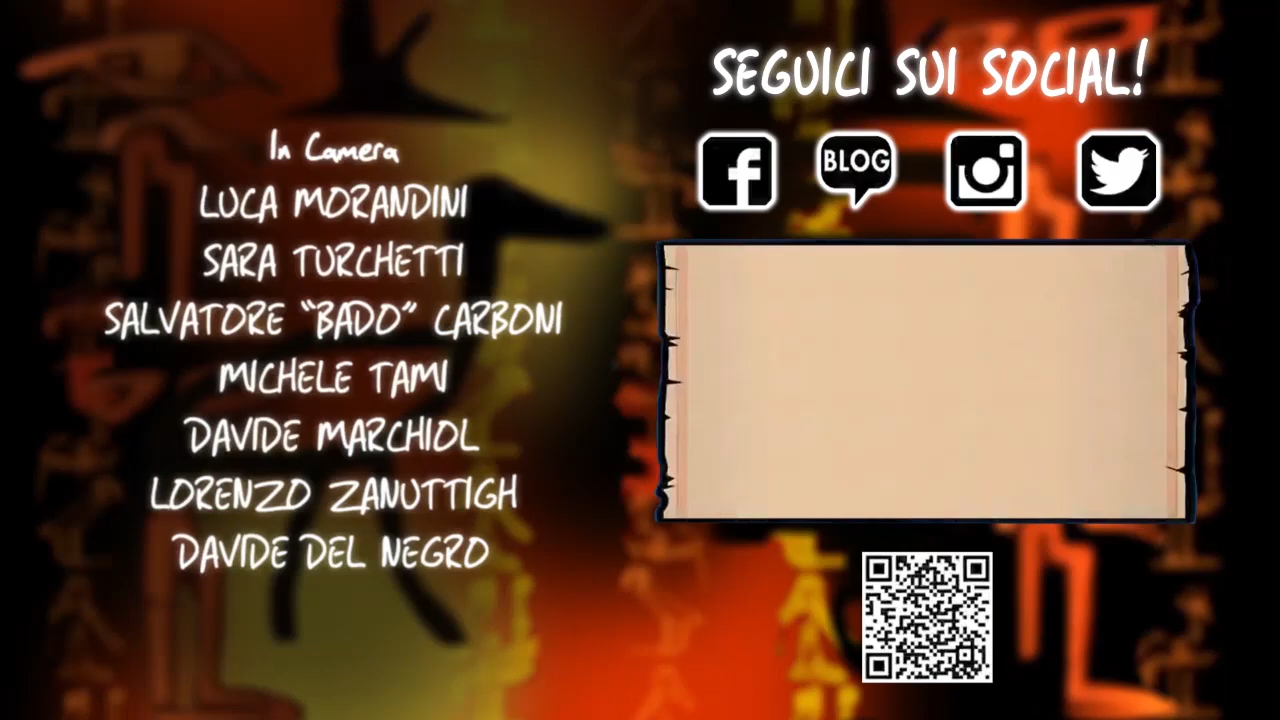 In Camera
LUCA MORANDINI
SARA TURCHETTI
SALVATORE "BADO" CARBONI
MICHELE TAMI
DAVIDE MARCHIOL
LORENZO ZANUTTIGH
DAVIDE DEL NEGRO
SEGUICI SUI SOCIAL!
BLOG